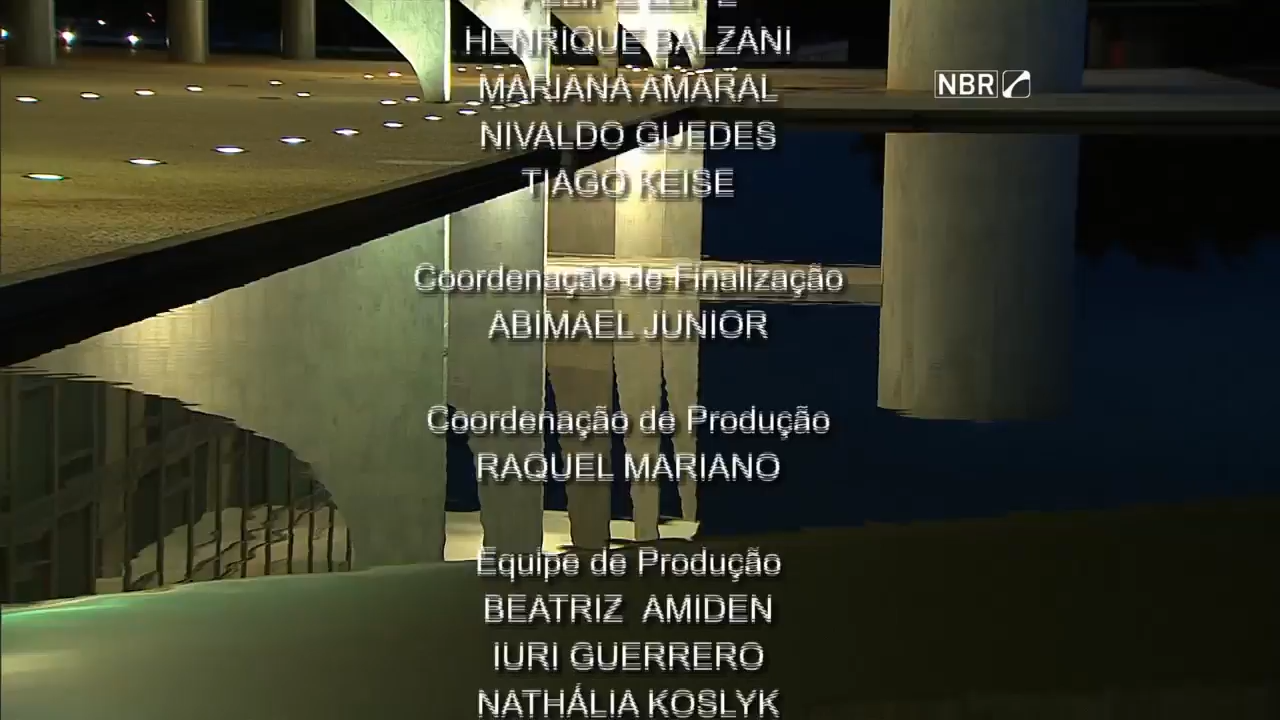 HENRIQUE BALZANI
NBR
MARIANA AMARAL
NIVALDO GUEDES
TIAGO KEISE
Coordenação de Finalização
ABIMAEL JUNIOR
Coordenação de Produção
RAQUEL MARIANO
Equipe de Produção
BEATRIZ AMIDEN
IURI GUERRERO
NATHÁLIA KOSLYK